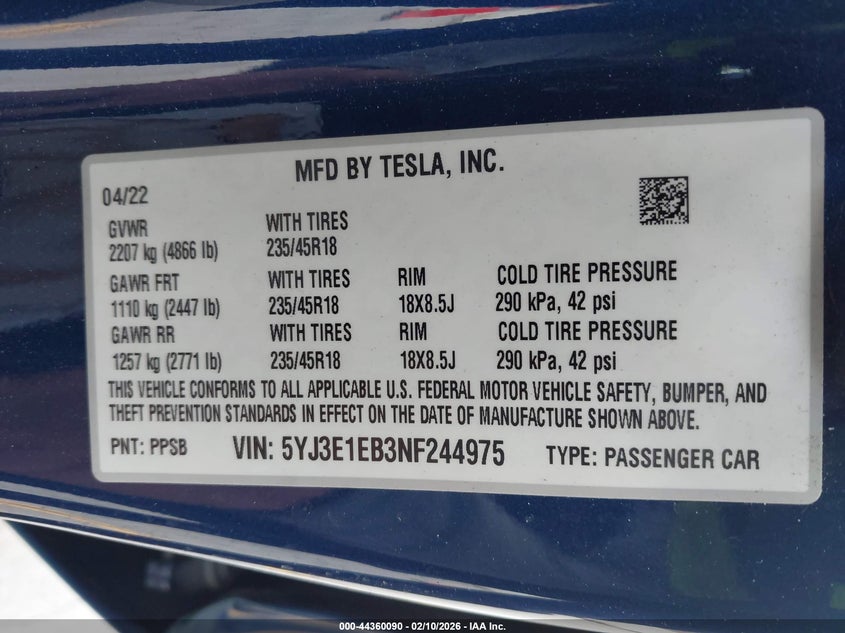 MFD BY TESLA, INC.
04/22
GVWR WITH TIRES
2207 kg (4866 lb) 235/45R18
GAWR FRT WITH TIRES RIM COLD TIRE PRESSURE
1110 kg (2447 lb) 235/45R18 18X8.5J 290 kPa, 42 psi
GAWR RR WITH TIRES RIM COLD TIRE PRESSURE
1257 kg (2771 lb) 235/45R18 18X8.5J 290 kPa, 42 psi
THIS VEHICLE CONFORMS TO ALL APPLICABLE U.S. FEDERAL MOTOR VEHICLE SAFETY, BUMPER, AND
THEFT PREVENTION STANDARDS IN EFFECT ON THE DATE OF MANUFACTURE SHOWN ABOVE.
PNT: PPSB VIN: 5YJ3E1EB3NF244975 TYPE: PASSENGER CAR
000-44360090 - 02/10/2026 - IAA Inc.